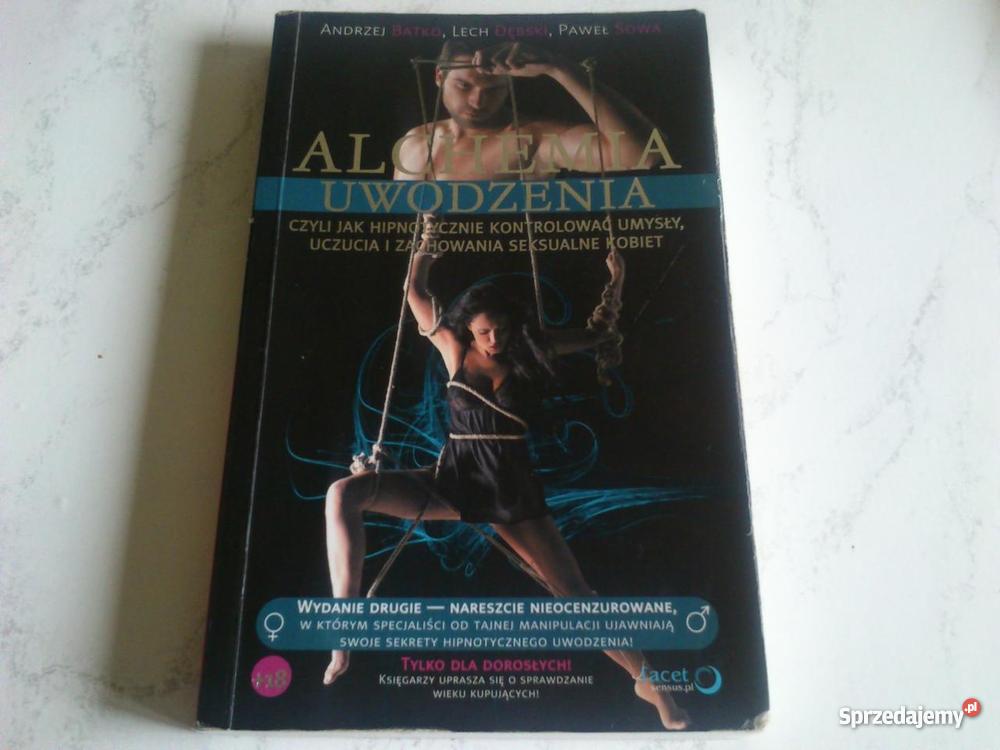 Andrzej Batko, Lech Dębski, Paweł Sowa
ALCHEMIA
UWODZENIA
CZYLI JAK HIPNOTYCZNIE KONTROLOWAĆ UMYSŁY,
UCZUCIA I ZACHOWANIA SEKSUALNE KOBIET
Wydanie drugie — nareszcie nieocenzurowane,
w którym specjaliści od tajnej manipulacji ujawniają
swoje sekrety hipnotycznego uwodzenia!
Tylko dla dorosłych!
Księgarzy uprasza się o sprawdzanie
wieku kupujących!
+18
facet
sensus.pl
Sprzedajemy.pl